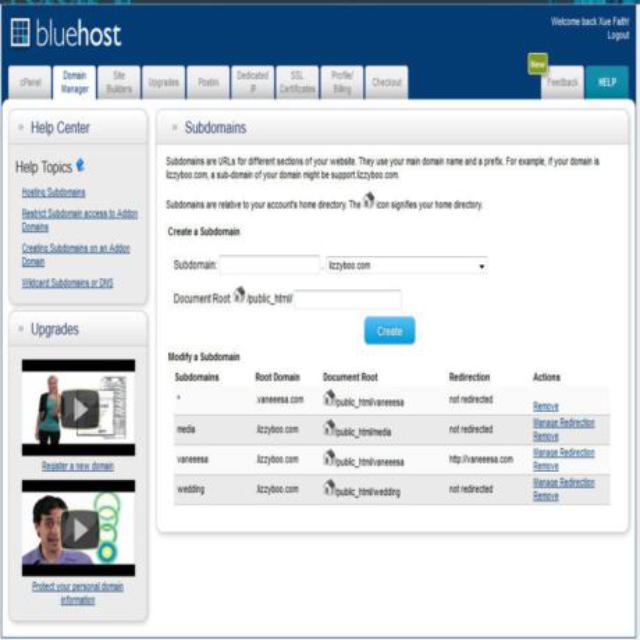 bluehost
Welcome back Xue Faith!
Logout
cPanel
Domain
Manager
Site
Builders
Upgrades
Postini
Dedicated
IP
SSL
Certificates
Profile/
Billing
Checkout
New
Feedback
HELP
Help Center
Help Topics
Hosting Subdomains
Restrict Subdomain access to Addon
Domains
Creating Subdomains on an Addon
Domain
Wildcard Subdomains or DNS
Upgrades
Register a new domain
Protect your personal domain
information
Subdomains
Subdomains are URLs for different sections of your website. They use your main domain name and a prefix. For example, if your domain is
lizzyboo.com, a sub-domain of your domain might be support.lizzyboo.com.
Subdomains are relative to your account's home directory. The icon signifies your home directory.
Create a Subdomain
Subdomain: . lizzyboo.com
Document Root /public_html/
Create
Modify a Subdomain
Subdomains Root Domain Document Root Redirection Actions
* .vaneeesa.com /public_html/vaneeesa not redirected Remove
media .lizzyboo.com /public_html/media not redirected Manage Redirection Remove
vaneeesa .lizzyboo.com /public_html/vaneeesa http://vaneeesa.com Manage Redirection Remove
wedding .lizzyboo.com /public_html/wedding not redirected Manage Redirection Remove